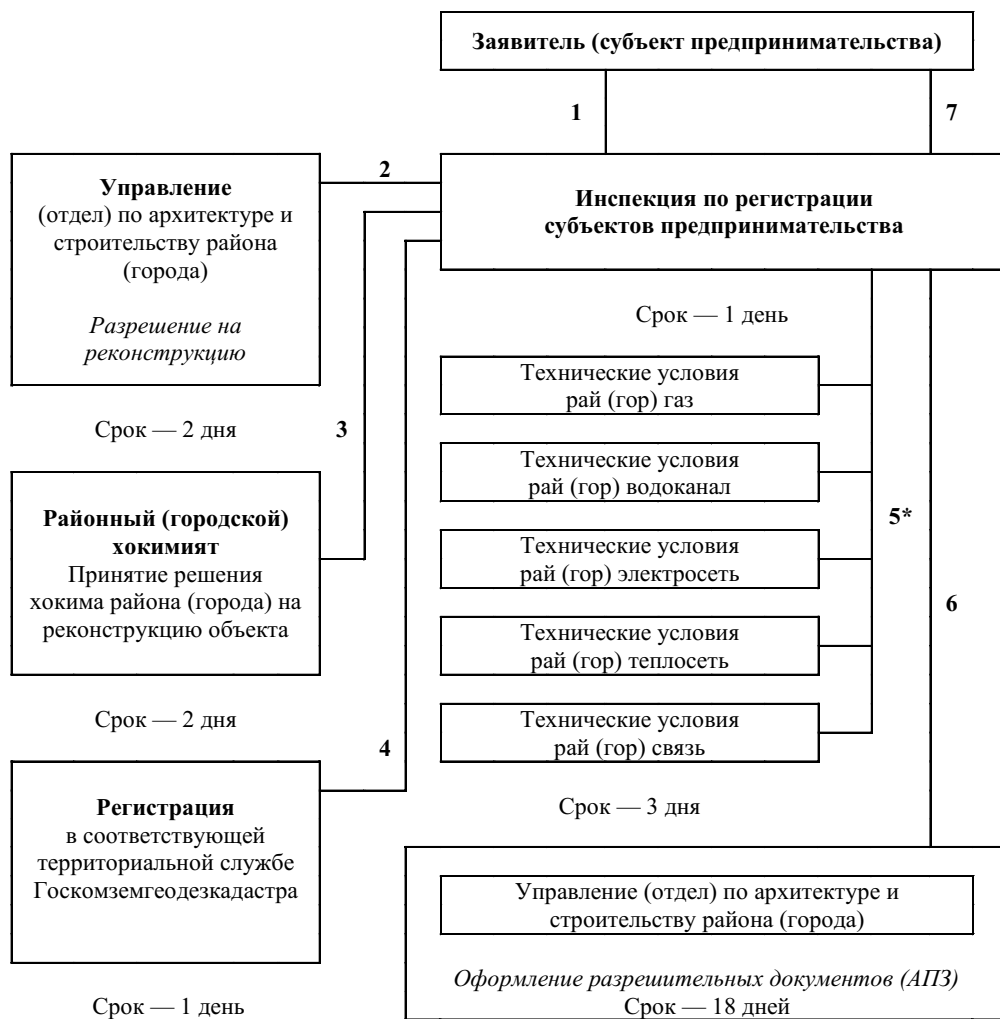 Заявитель (субъект предпринимательства)
1
7
Управление
(отдел) по архитектуре и
строительству района
(города)
Разрешение на
реконструкцию
2
Инспекция по регистрации
субъектов предпринимательства
Срок — 1 день
Срок — 2 дня
3
Районный (городской)
хокимият
Принятие решения
хокима района (города) на
реконструкцию объекта
Срок — 2 дня
4
Регистрация
в соответствующей
территориальной службе
Госкомземгеодезкадастра
Срок — 1 день
Технические условия
рай (гор) газ
Технические условия
рай (гор) водоканал
Технические условия
рай (гор) электросеть
Технические условия
рай (гор) теплосеть
Технические условия
рай (гор) связь
5*
6
Срок — 3 дня
Управление (отдел) по архитектуре и
строительству района (города)
Оформление разрешительных документов (АПЗ)
Срок — 18 дней